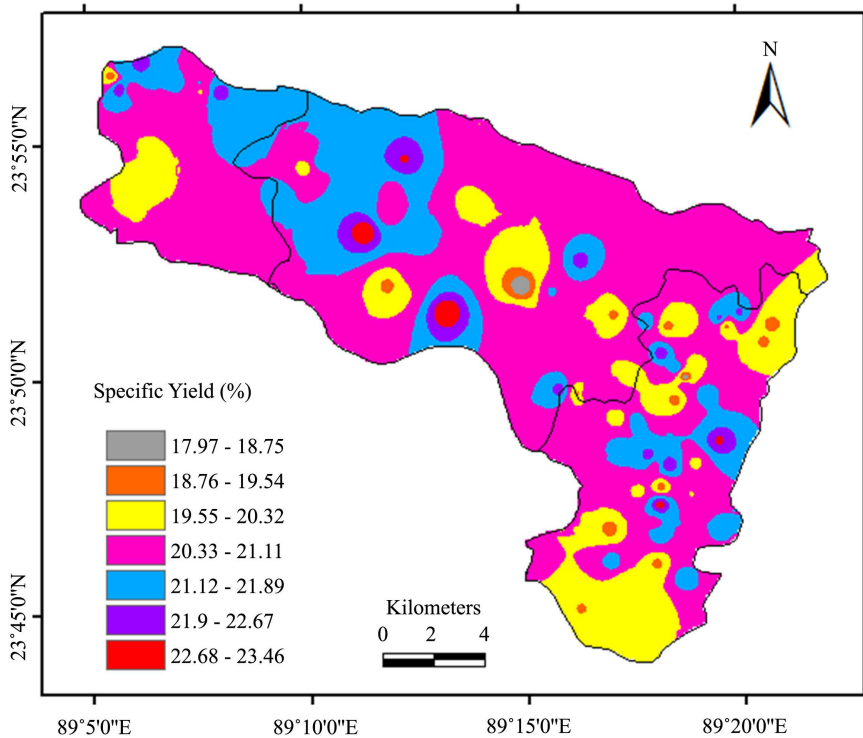 N
23°55'0"N
23°50'0"N
23°45'0"N
Specific Yield (%)
17.97 - 18.75
18.76 - 19.54
19.55 - 20.32
20.33 - 21.11
21.12 - 21.89
21.9 - 22.67
22.68 - 23.46
Kilometers
0 2 4
89°5'0"E 89°10'0"E 89°15'0"E 89°20'0"E